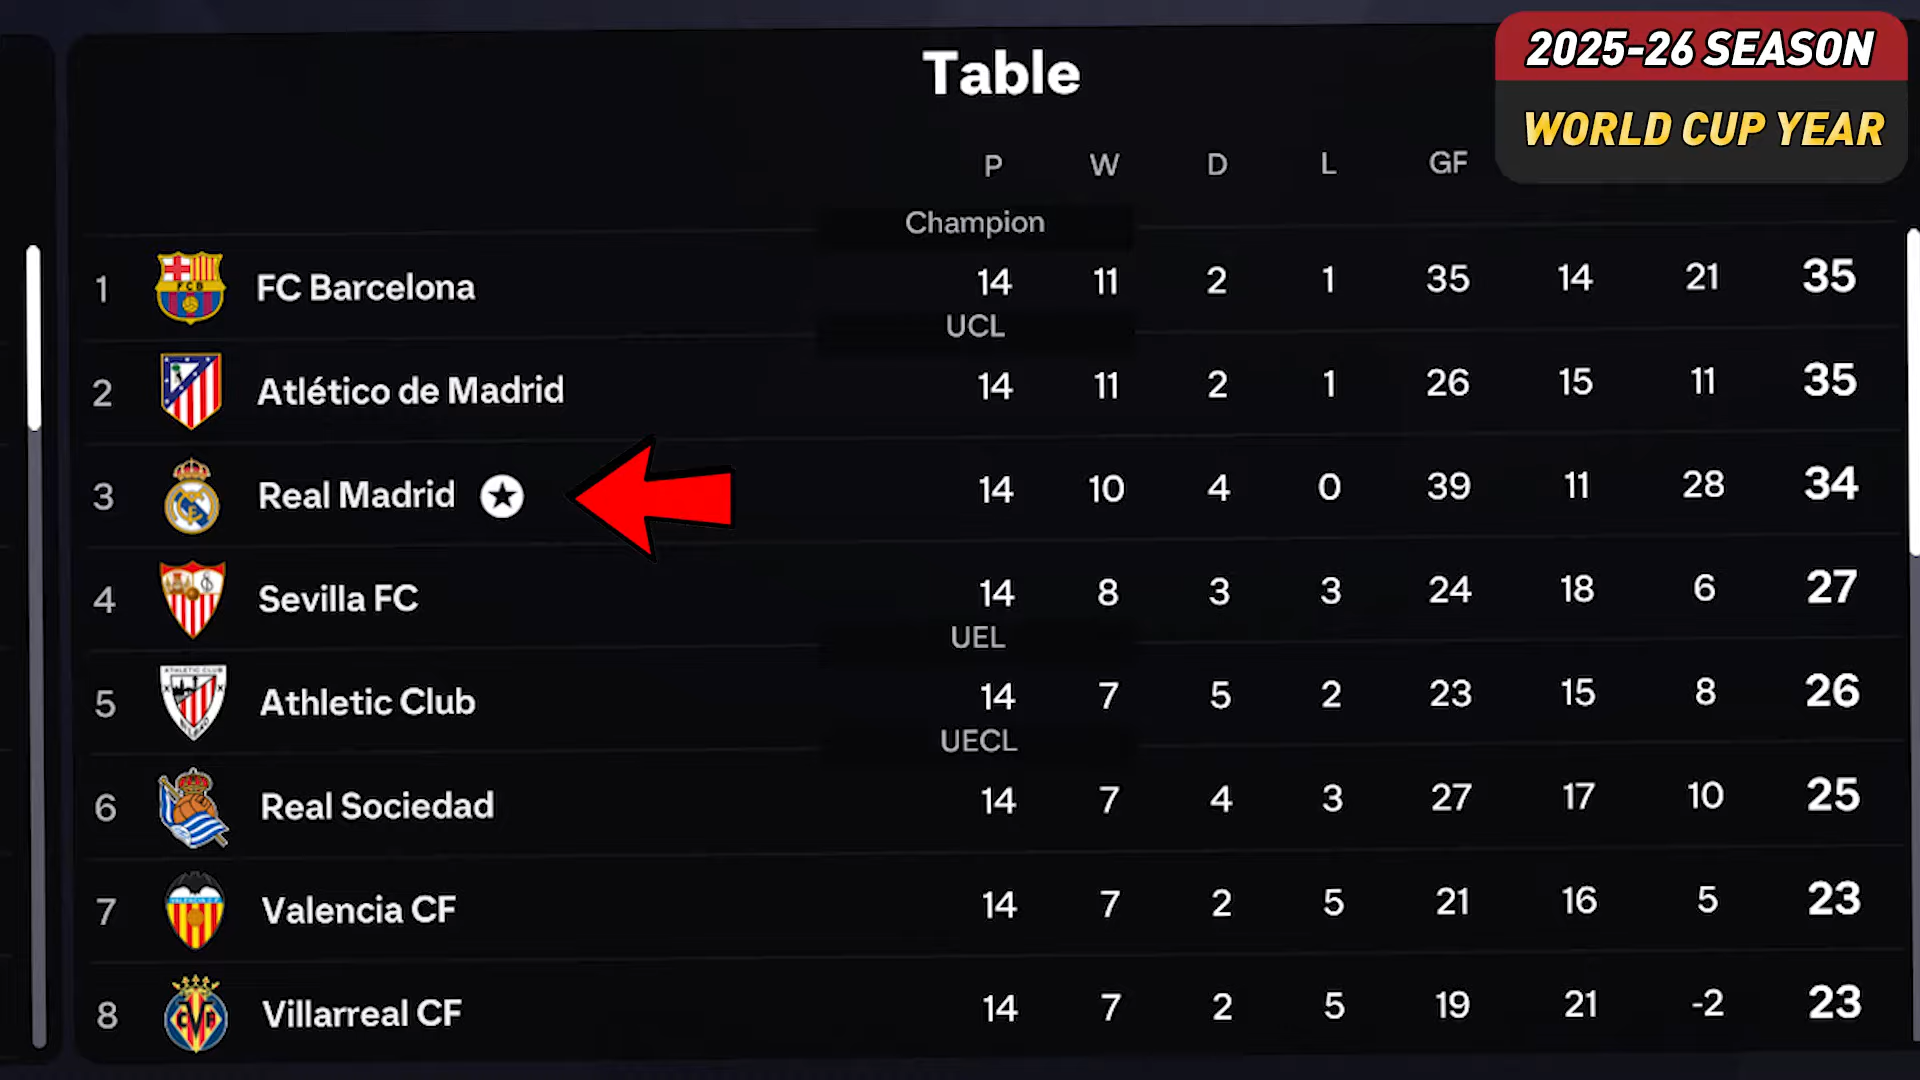 2025-26 SEASON
WORLD CUP YEAR
Table
P W D L GF
Champion
1 FCB FC Barcelona 14 11 2 1 35 14 21 35
UCL
2 Atlético de Madrid 14 11 2 1 26 15 11 35
3 Real Madrid 14 10 4 0 39 11 28 34
4 Sevilla FC 14 8 3 3 24 18 6 27
UEL
5 ATHLETIC CLUB Athletic Club 14 7 5 2 23 15 8 26
UECL
6 Real Sociedad 14 7 4 3 27 17 10 25
7 VALENCIA C.F. Valencia CF 14 7 2 5 21 16 5 23
8 CVF Villarreal CF 14 7 2 5 19 21 -2 23